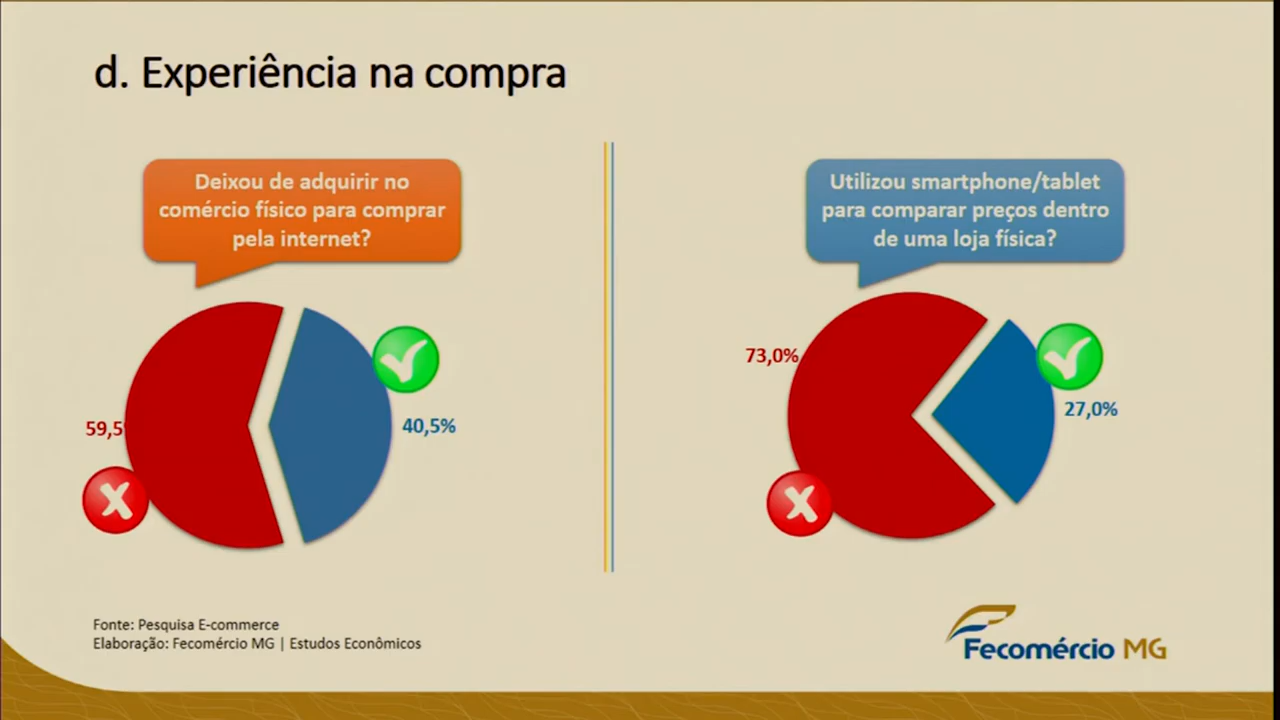 d. Experiência na compra
Deixou de adquirir no
comércio físico para comprar
pela internet?
Utilizou smartphone/tablet
para comparar preços dentro
de uma loja física?
59,5
40,5%
73,0%
27,0%
Fonte: Pesquisa E-commerce
Elaboração: Fecomércio MG | Estudos Econômicos
Fecomércio MG